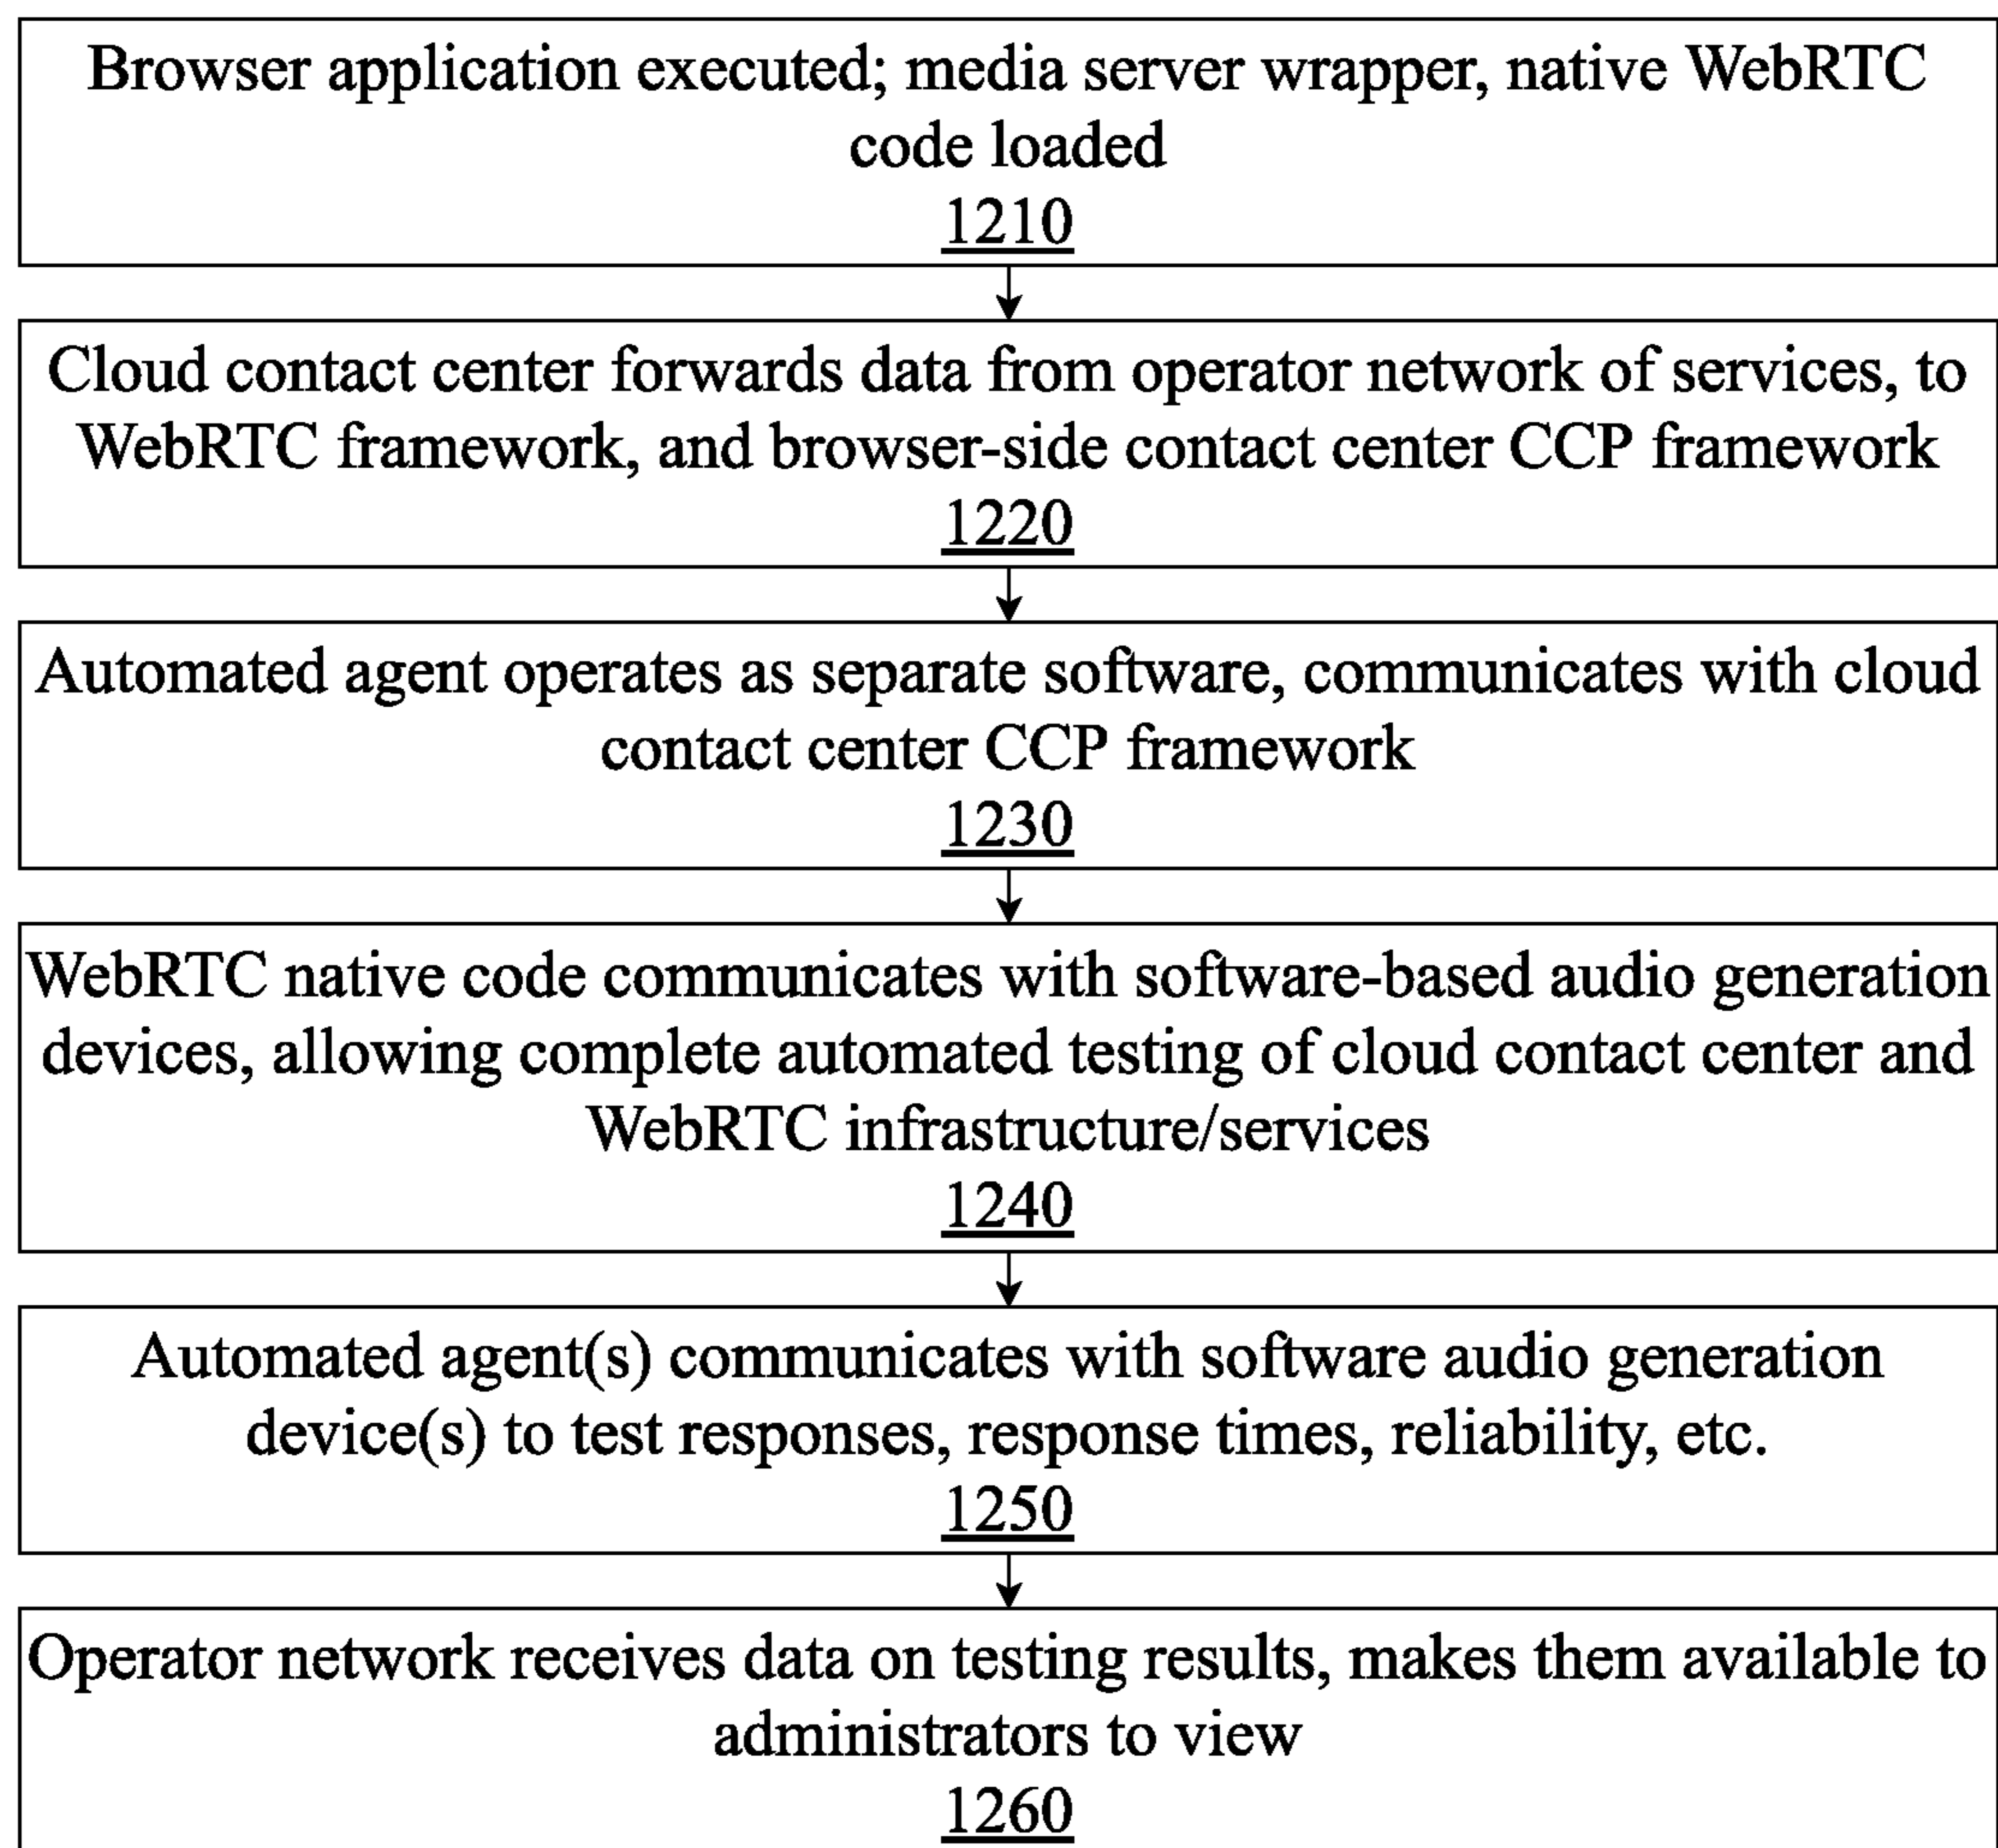 Browser application executed; media server wrapper, native WebRTC
code loaded
1210
Cloud contact center forwards data from operator network of services, to
WebRTC framework, and browser-side contact center CCP framework
1220
Automated agent operates as separate software, communicates with cloud
contact center CCP framework
1230
WebRTC native code communicates with software-based audio generation
devices, allowing complete automated testing of cloud contact center and
WebRTC infrastructure/services
1240
Automated agent(s) communicates with software audio generation
device(s) to test responses, response times, reliability, etc.
1250
Operator network receives data on testing results, makes them available to
administrators to view
1260